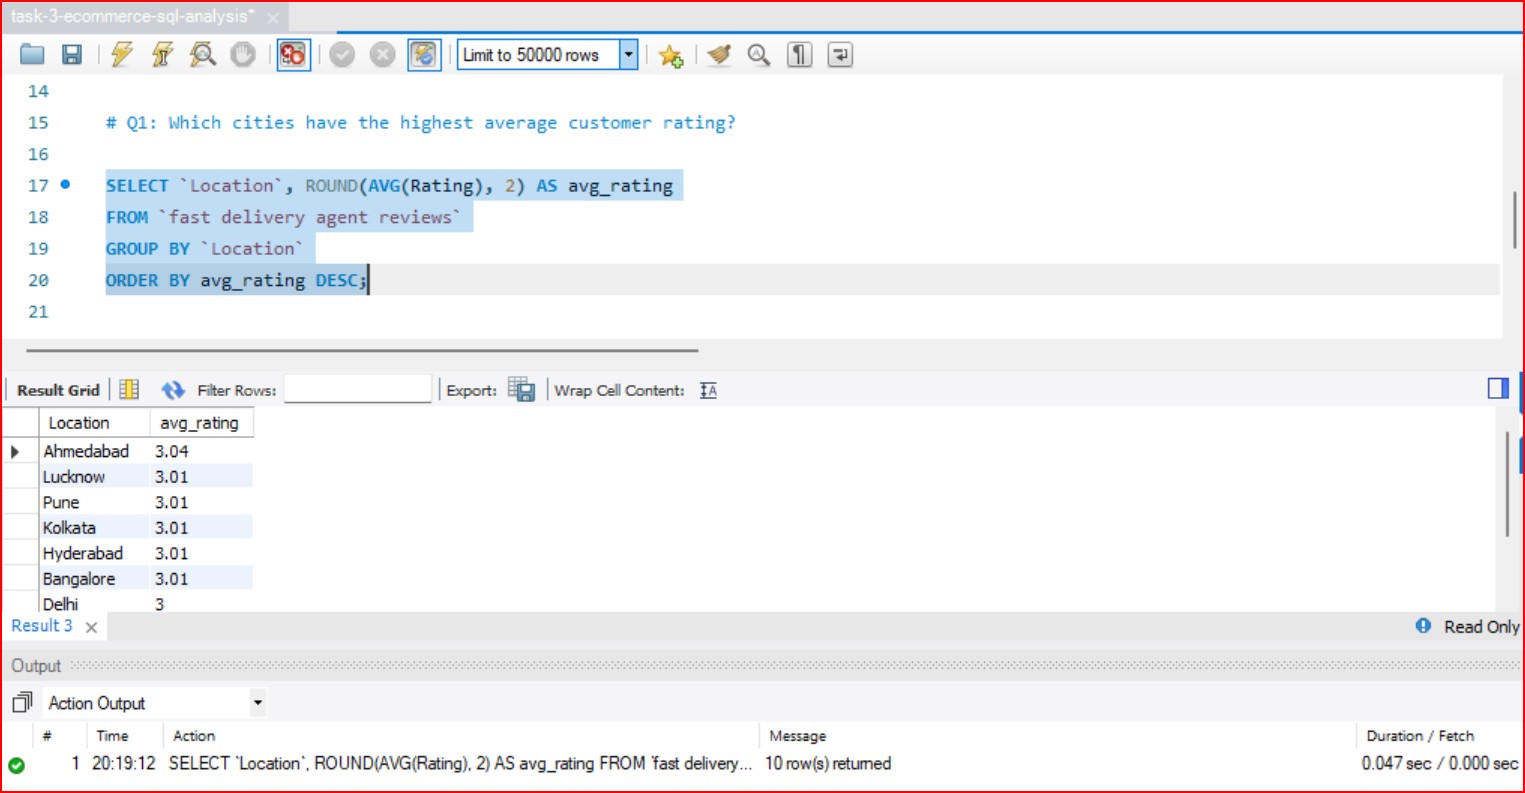 task-3-ecommerce-sql-analysis*
Limit to 50000 rows
14
15 # Q1: Which cities have the highest average customer rating?
16
17 SELECT `Location`, ROUND(AVG(Rating), 2) AS avg_rating
18 FROM `fast delivery agent reviews`
19 GROUP BY `Location`
20 ORDER BY avg_rating DESC;
21
Result Grid Filter Rows: Export: Wrap Cell Content:
Location avg_rating
Ahmedabad 3.04
Lucknow 3.01
Pune 3.01
Kolkata 3.01
Hyderabad 3.01
Bangalore 3.01
Delhi 3
Result 3 Read Only
Output
Action Output
# Time Action Message Duration / Fetch
1 20:19:12 SELECT `Location`, ROUND(AVG(Rating), 2) AS avg_rating FROM `fast delivery... 10 row(s) returned 0.047 sec / 0.000 sec